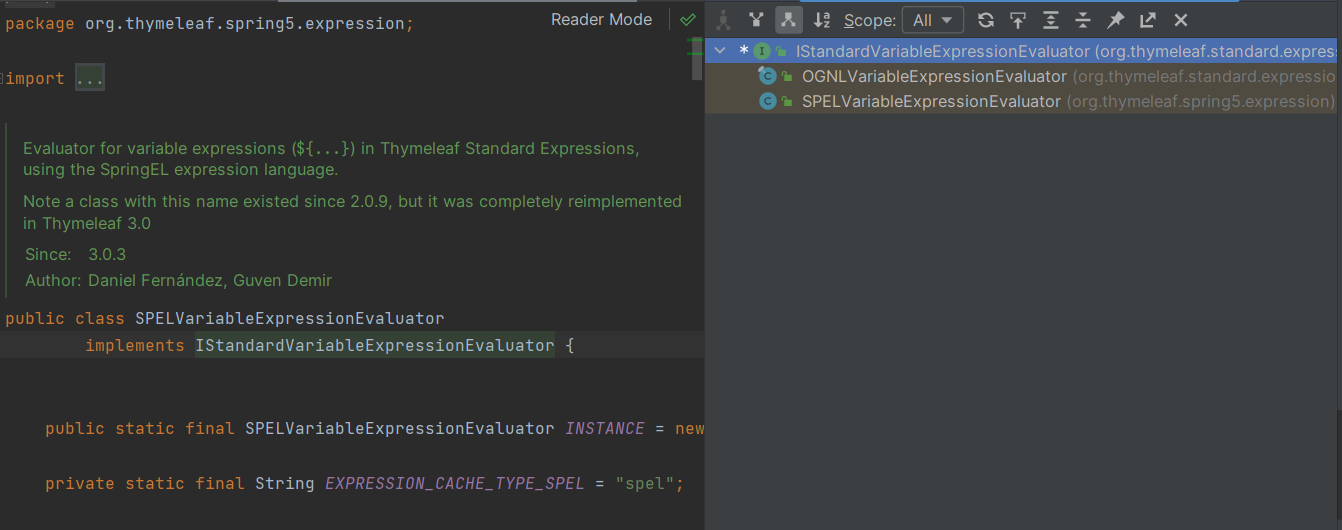 package org.thymeleaf.spring5.expression;
Reader Mode
import ...
Evaluator for variable expressions (${...}) in Thymeleaf Standard Expressions,
using the SpringEL expression language.
Note a class with this name existed since 2.0.9, but it was completely reimplemented
in Thymeleaf 3.0
Since: 3.0.3
Author: Daniel Fernández, Guven Demir
public class SPELVariableExpressionEvaluator
implements IStandardVariableExpressionEvaluator {
public static final SPELVariableExpressionEvaluator INSTANCE = new
private static final String EXPRESSION_CACHE_TYPE_SPEL = "spel";
Scope: All
* I IStandardVariableExpressionEvaluator (org.thymeleaf.standard.expres
C OGNLVariableExpressionEvaluator (org.thymeleaf.standard.expressio
C SPELVariableExpressionEvaluator (org.thymeleaf.spring5.expression)